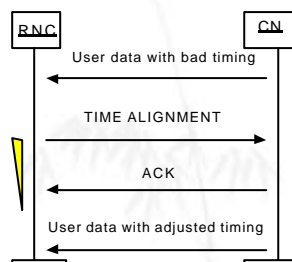 RNC
CN
User data with bad timing
TIME ALIGNMENT
ACK
User data with adjusted timing